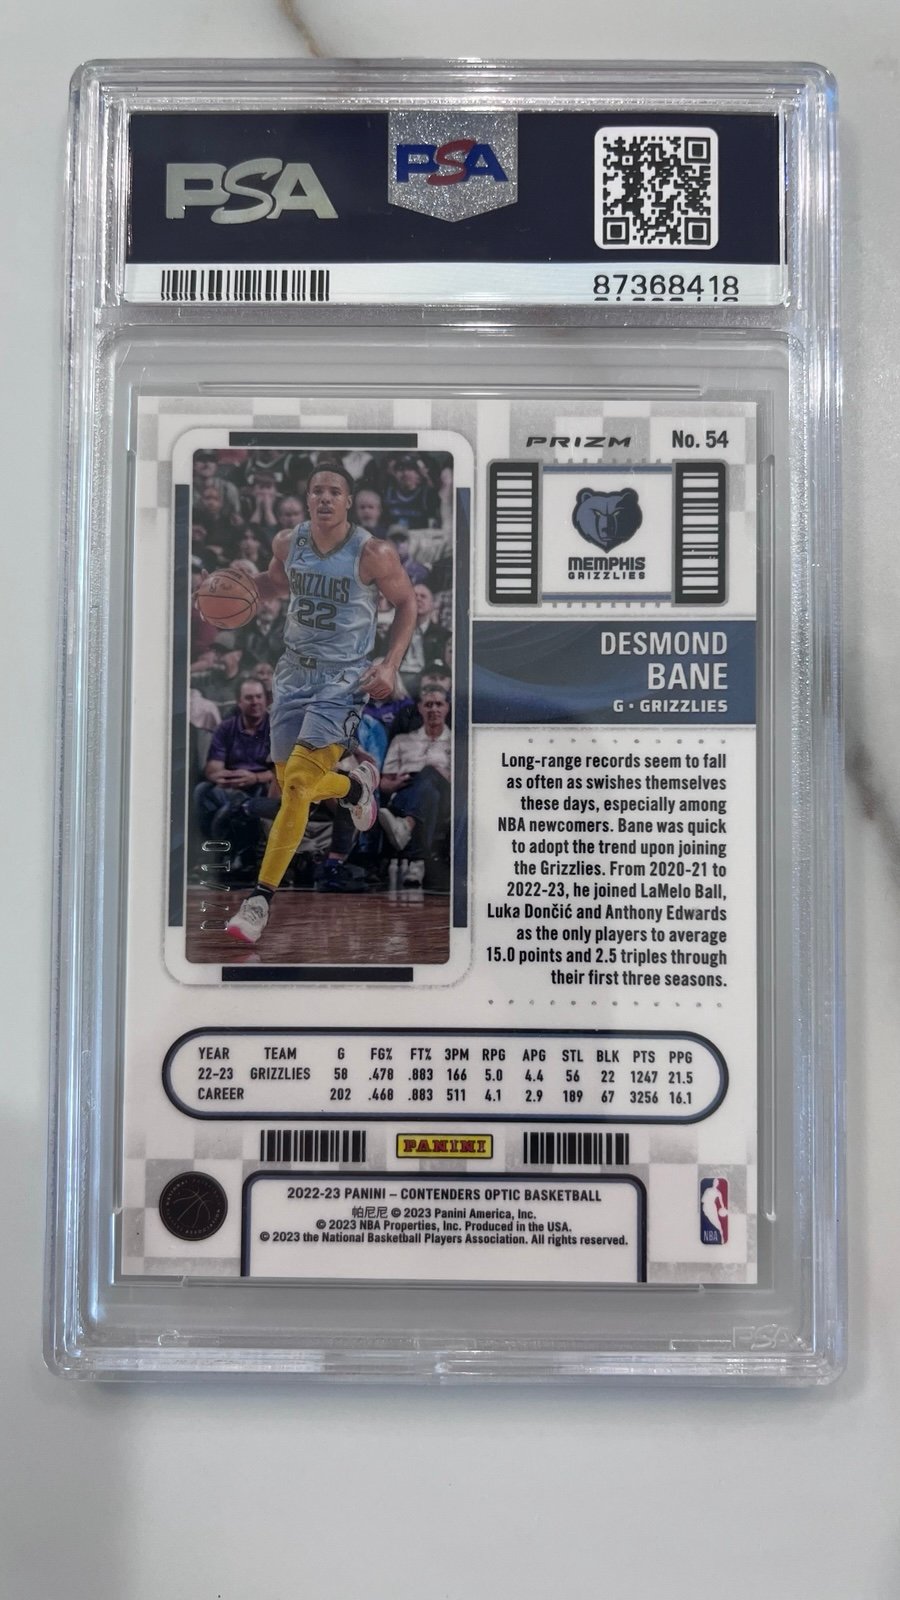 PSA
PSA
87368418
PRIZM
No. 54
GRIZZLIES
22
6
MEMPHIS
GRIZZLIES
DESMOND
BANE
G • GRIZZLIES
Long-range records seem to fall
as often as swishes themselves
these days, especially among
NBA newcomers. Bane was quick
to adopt the trend upon joining
the Grizzlies. From 2020-21 to
2022-23, he joined LaMelo Ball,
Luka Dončić and Anthony Edwards
as the only players to average
15.0 points and 2.5 triples through
their first three seasons.
07/10
YEAR TEAM G FG% FT% 3PM RPG APG STL BLK PTS PPG
22-23 GRIZZLIES 58 .478 .883 166 5.0 4.4 56 22 1247 21.5
CAREER 202 .468 .883 511 4.1 2.9 189 67 3256 16.1
PANINI
2022-23 PANINI – CONTENDERS OPTIC BASKETBALL
帕尼尼 © 2023 Panini America, Inc.
© 2023 NBA Properties, Inc. Produced in the USA.
© 2023 the National Basketball Players Association. All rights reserved.
NBA
PSA